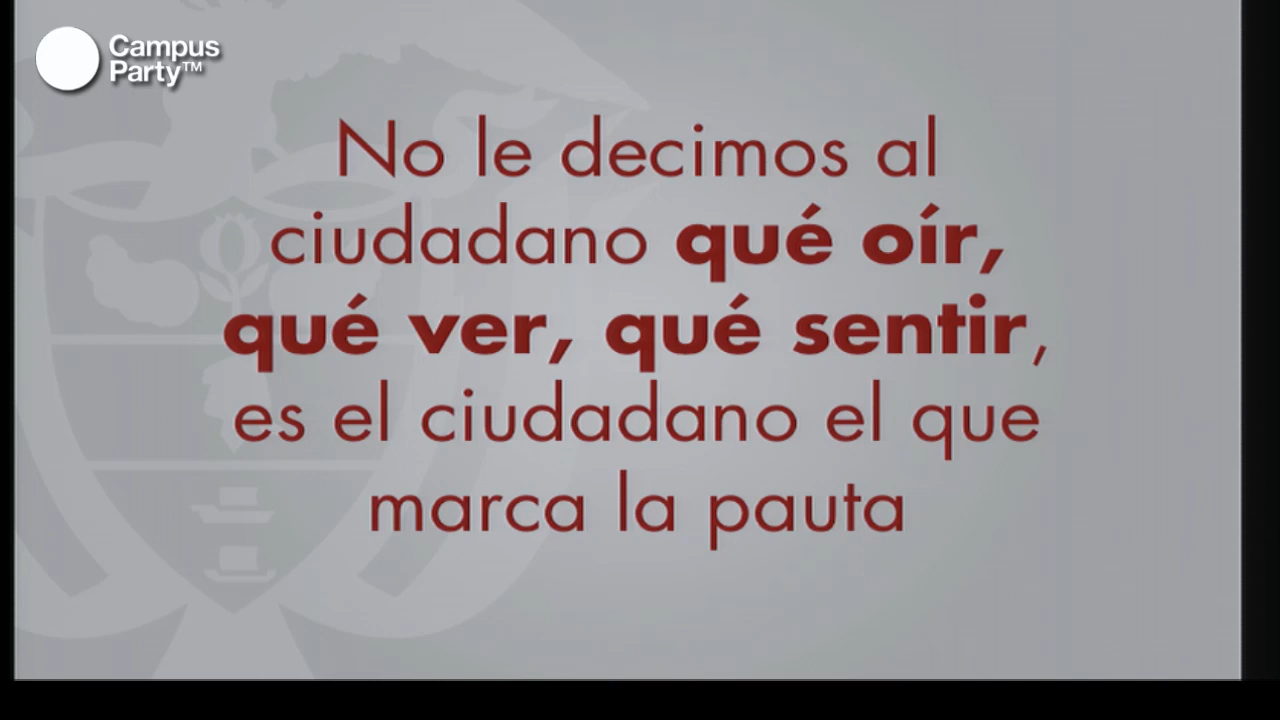 Campus
Party™
No le decimos al
ciudadano qué oír,
qué ver, qué sentir,
es el ciudadano el que
marca la pauta